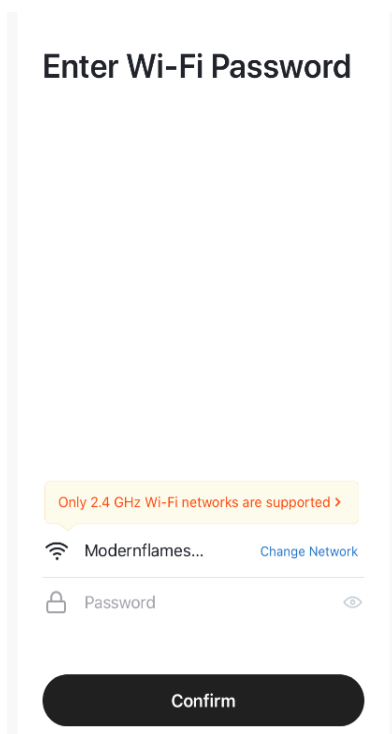 Enter Wi-Fi Password
Only 2.4 GHz Wi-Fi networks are supported >
Modernflames... Change Network
Password
Confirm